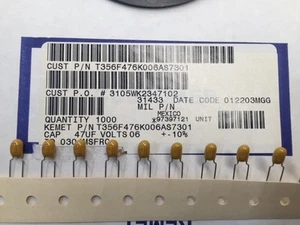 CUST P/N T356F476K006AS7301
CUST P.O. # 3105WK2347102
31433 DATE CODE 012203MGG
MIL P/N
QUANTITY 1000
MEXICO
x97397121 UNIT
KEMET P/N T356F476K006AS7301
CAP 47UF VOLTS 06 +-10%
KEMET